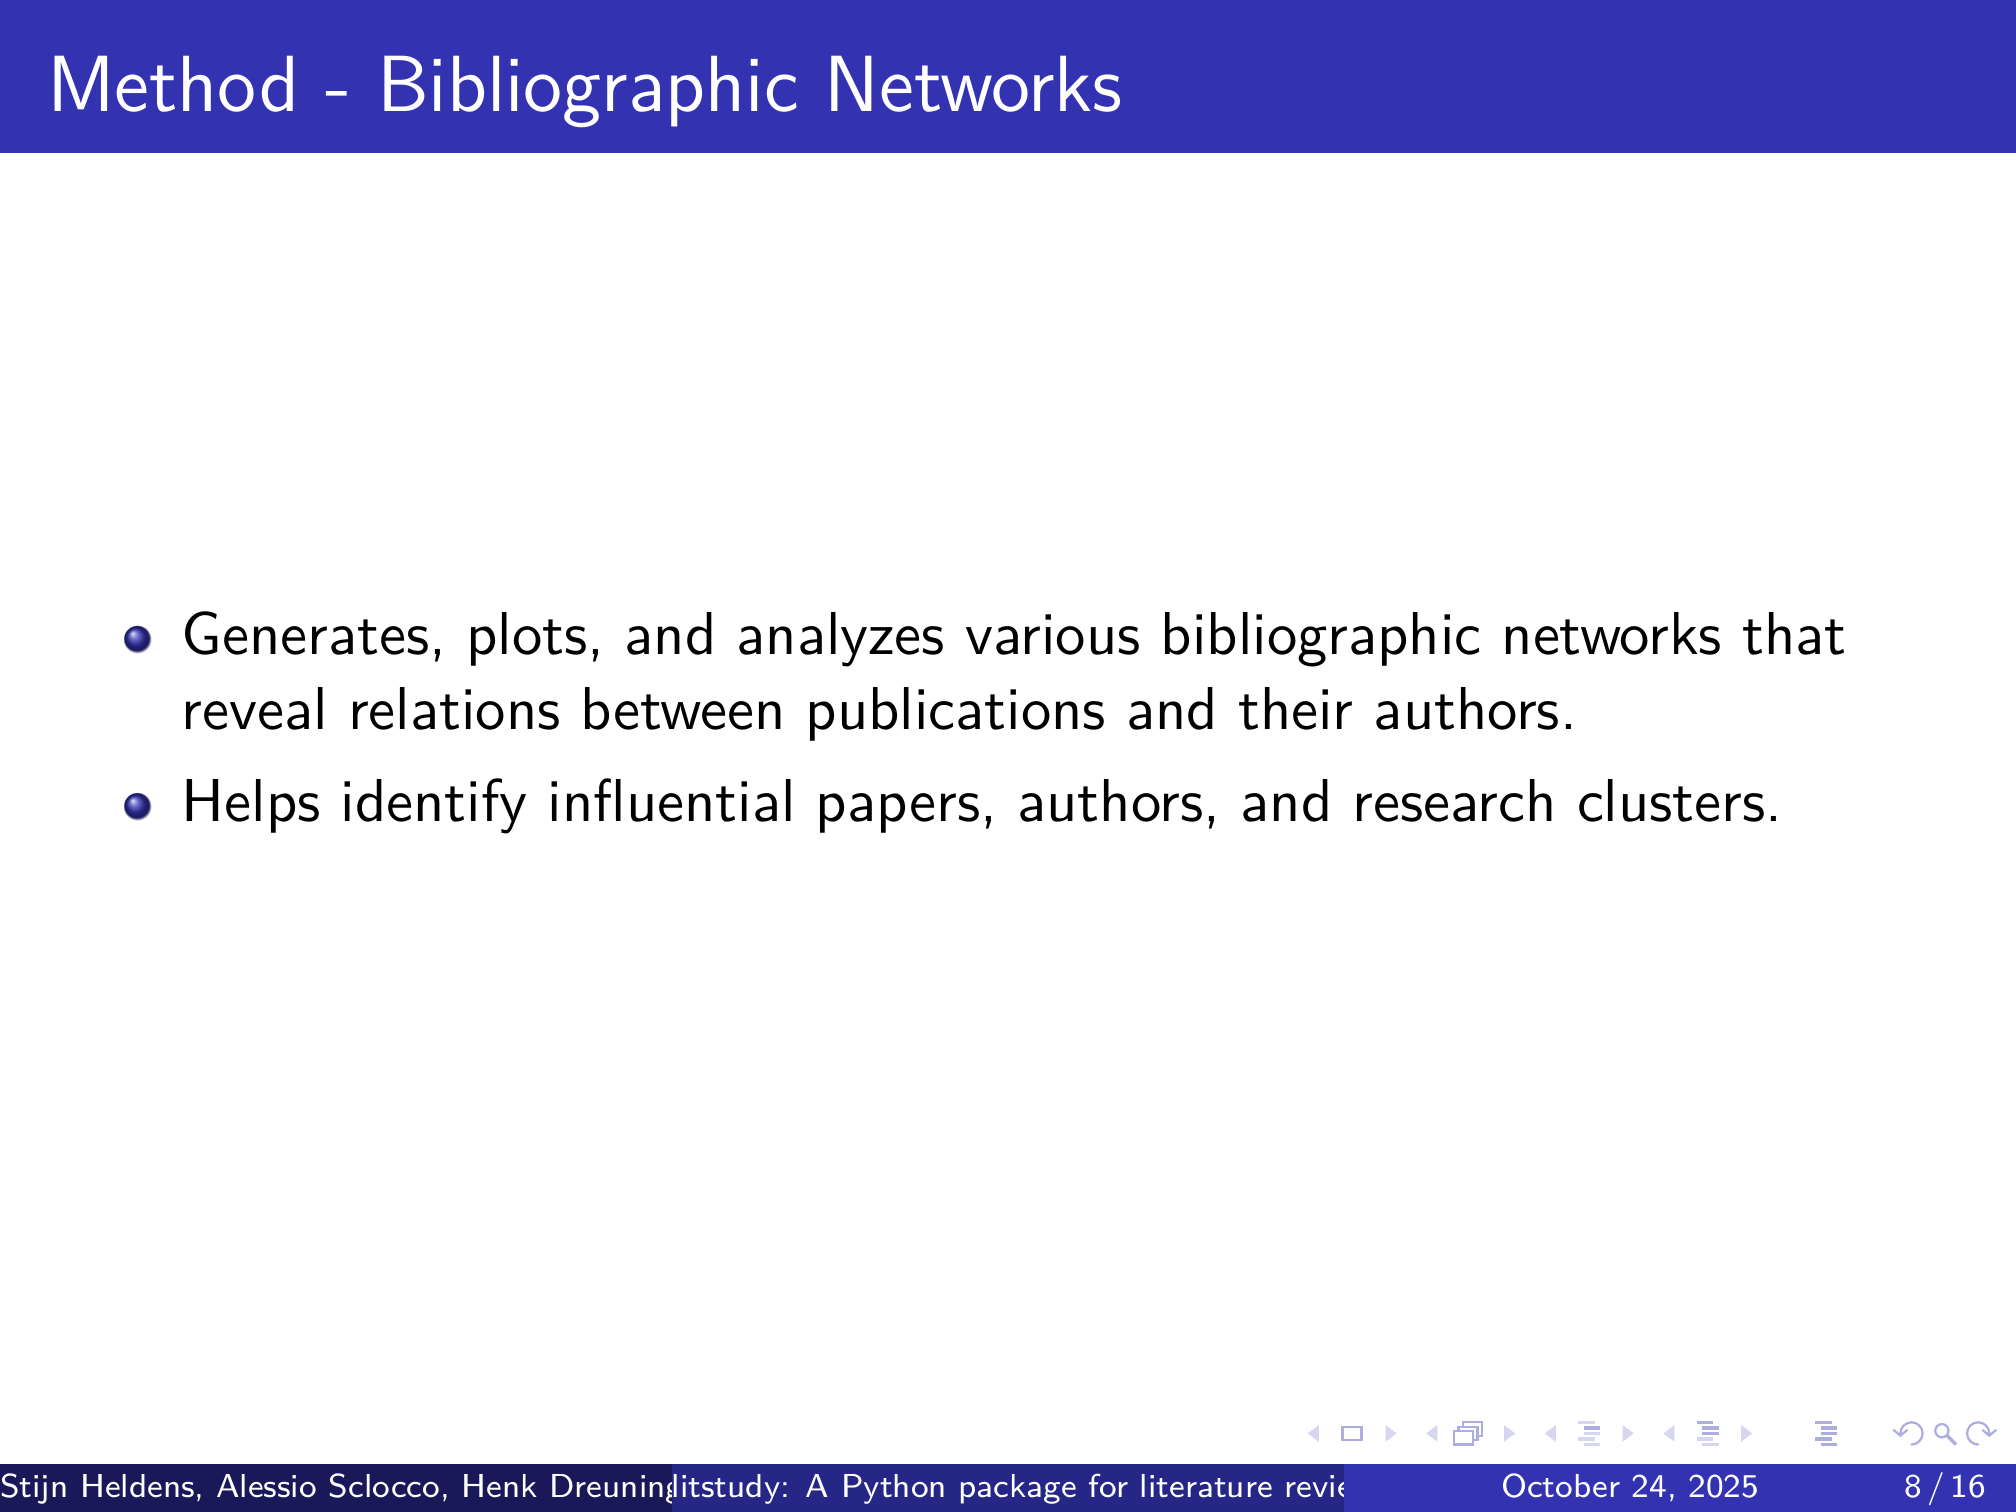 Method - Bibliographic Networks
Generates, plots, and analyzes various bibliographic networks that
reveal relations between publications and their authors.
Helps identify influential papers, authors, and research clusters.
Stijn Heldens, Alessio Sclocco, Henk Dreuning
litstudy: A Python package for literature revie
October 24, 2025
8 / 16